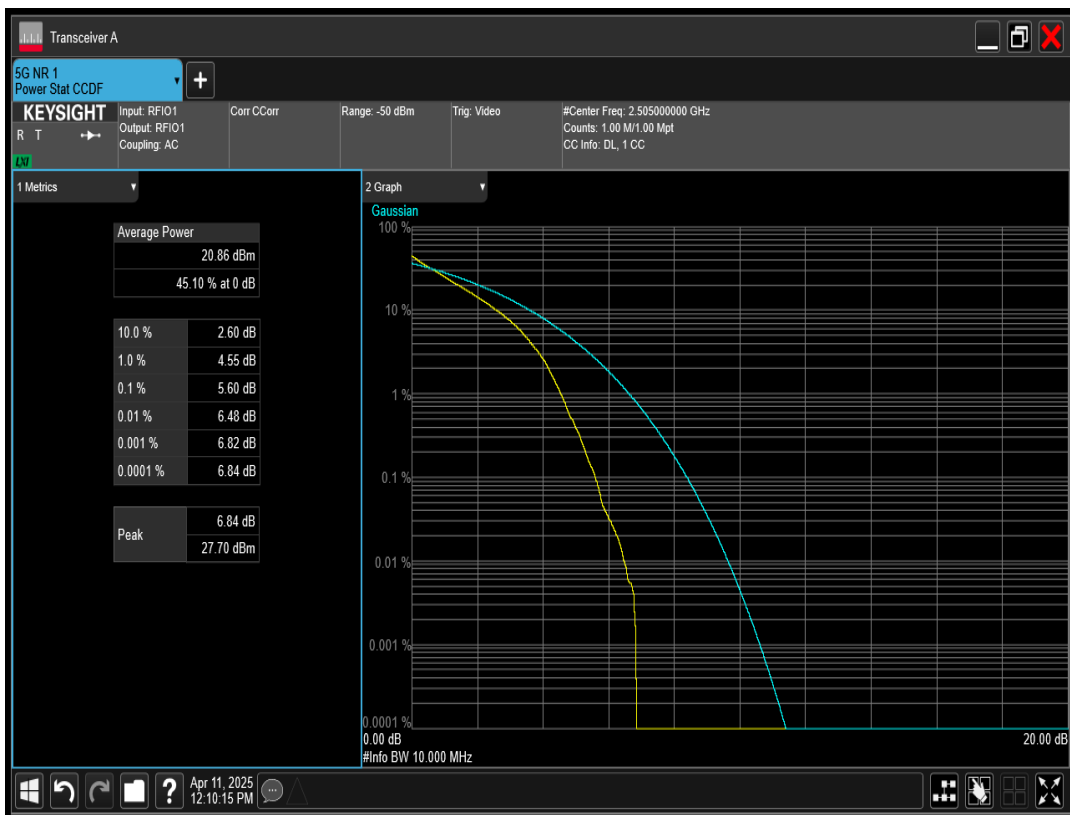 Transceiver A
5G NR 1
Power Stat CCDF
+
KEYSIGHT
R T
LXI
Input: RFIO1
Output: RFIO1
Coupling: AC
Corr CCorr
Range: -50 dBm
Trig: Video
#Center Freq: 2.505000000 GHz
Counts: 1.00 M/1.00 Mpt
CC Info: DL, 1 CC
1 Metrics
Average Power
20.86 dBm
45.10 % at 0 dB
10.0 % 2.60 dB
1.0 % 4.55 dB
0.1 % 5.60 dB
0.01 % 6.48 dB
0.001 % 6.82 dB
0.0001 % 6.84 dB
Peak
6.84 dB
27.70 dBm
2 Graph
Gaussian
100 %
10 %
1 %
0.1 %
0.01 %
0.001 %
0.0001 %
0.00 dB 20.00 dB
#Info BW 10.000 MHz
?
Apr 11, 2025
12:10:15 PM